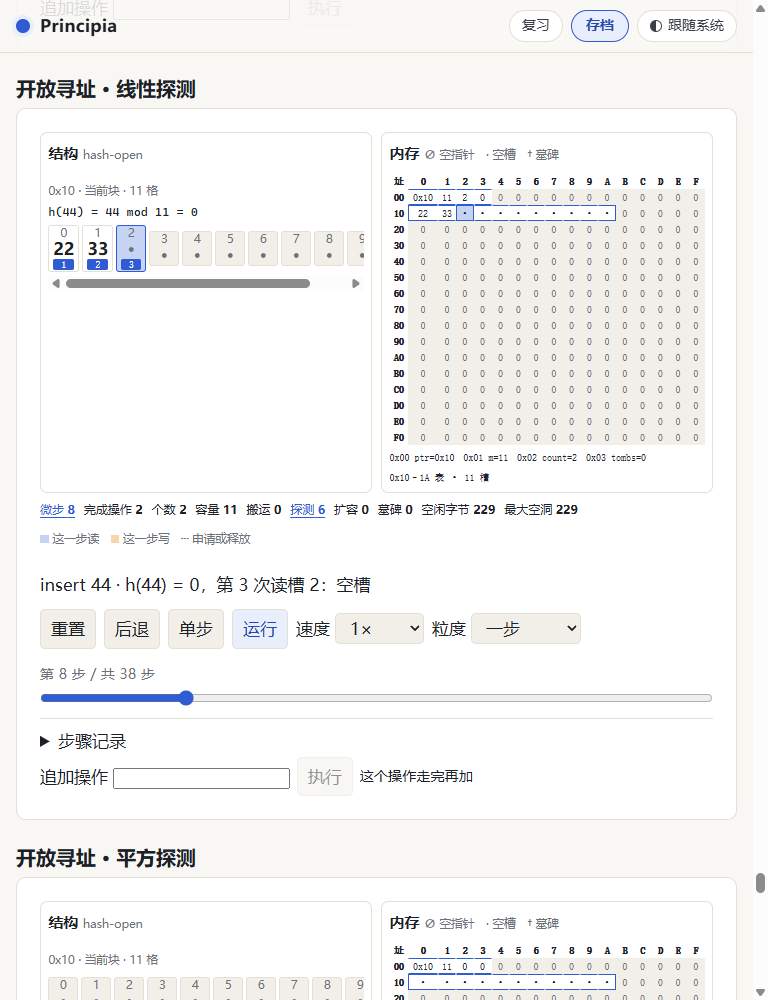 追加操作 执行
Principia 复习 存档 跟随系统
开放寻址 · 线性探测
结构 hash-open
0x10 · 当前块 · 11 格
h(44) = 44 mod 11 = 0
0 1 2 3 4 5 6 7 8 9
22 33 • • • • • • • •
1 2 3
内存 ∅ 空指针 · 空槽 † 墓碑
址 0 1 2 3 4 5 6 7 8 9 A B C D E F
00 0x10 11 2 0 0 0 0 0 0 0 0 0 0 0 0 0
10 22 33 · · · · · · · · · 0 0 0 0 0
20 0 0 0 0 0 0 0 0 0 0 0 0 0 0 0 0
30 0 0 0 0 0 0 0 0 0 0 0 0 0 0 0 0
40 0 0 0 0 0 0 0 0 0 0 0 0 0 0 0 0
50 0 0 0 0 0 0 0 0 0 0 0 0 0 0 0 0
60 0 0 0 0 0 0 0 0 0 0 0 0 0 0 0 0
70 0 0 0 0 0 0 0 0 0 0 0 0 0 0 0 0
80 0 0 0 0 0 0 0 0 0 0 0 0 0 0 0 0
90 0 0 0 0 0 0 0 0 0 0 0 0 0 0 0 0
A0 0 0 0 0 0 0 0 0 0 0 0 0 0 0 0 0
B0 0 0 0 0 0 0 0 0 0 0 0 0 0 0 0 0
C0 0 0 0 0 0 0 0 0 0 0 0 0 0 0 0 0
D0 0 0 0 0 0 0 0 0 0 0 0 0 0 0 0 0
E0 0 0 0 0 0 0 0 0 0 0 0 0 0 0 0 0
F0 0 0 0 0 0 0 0 0 0 0 0 0 0 0 0 0
0x00 ptr=0x10 0x01 m=11 0x02 count=2 0x03 tombs=0
0x10–1A 表 · 11 槽
微步 8 完成操作 2 个数 2 容量 11 搬运 0 探测 6 扩容 0 墓碑 0 空闲字节 229 最大空洞 229
这一步读 这一步写 ┄ 申请或释放
insert 44 · h(44) = 0，第 3 次读槽 2：空槽
重置 后退 单步 运行 速度 1× 粒度 一步
第 8 步 / 共 38 步
▶ 步骤记录
追加操作 执行 这个操作走完再加
开放寻址 · 平方探测
结构 hash-open
0x10 · 当前块 · 11 格
0 1 2 3 4 5 6 7 8 9
内存 ∅ 空指针 · 空槽 † 墓碑
址 0 1 2 3 4 5 6 7 8 9 A B C D E F
00 0x10 11 0 0 0 0 0 0 0 0 0 0 0 0 0 0
10 · · · · · · · · · · · 0 0 0 0 0
20 0 0 0 0 0 0 0 0 0 0 0 0 0 0 0 0